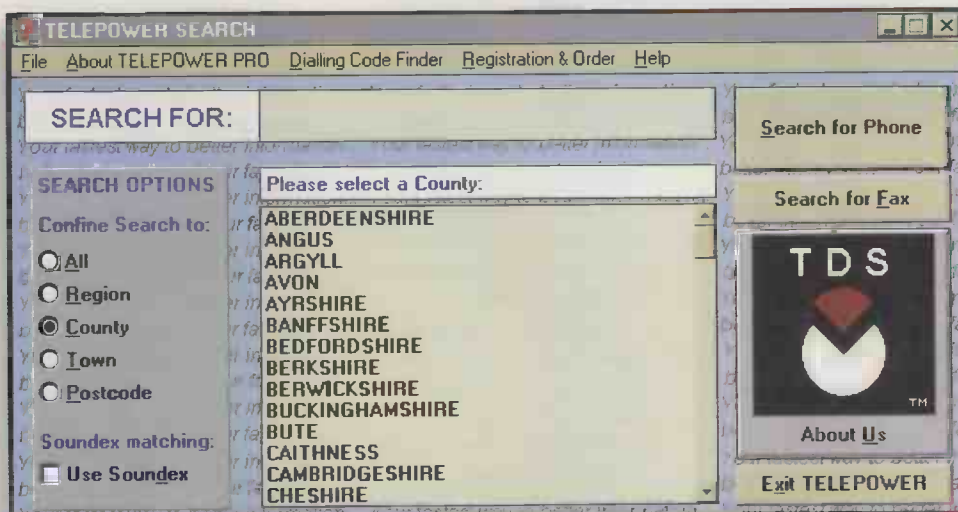 TELEPOWER SEARCH
File About TELEPOWER PRO Dialling Code Finder Registration & Order Help
SEARCH FOR:
Search for Phone
SEARCH OPTIONS
Please select a County:
Search for Fax
Confine Search to:
All
Region
County
Town
Postcode
Soundex matching:
Use Soundex
ABERDEENSHIRE
ANGUS
ARGYLL
AVON
AYRSHIRE
BANFFSHIRE
BEDFORDSHIRE
BERKSHIRE
BERWICKSHIRE
BUCKINGHAMSHIRE
BUTE
CAITHNESS
CAMBRIDGESHIRE
CHESHIRE
TDS
TM
About Us
Exit TELEPOWER